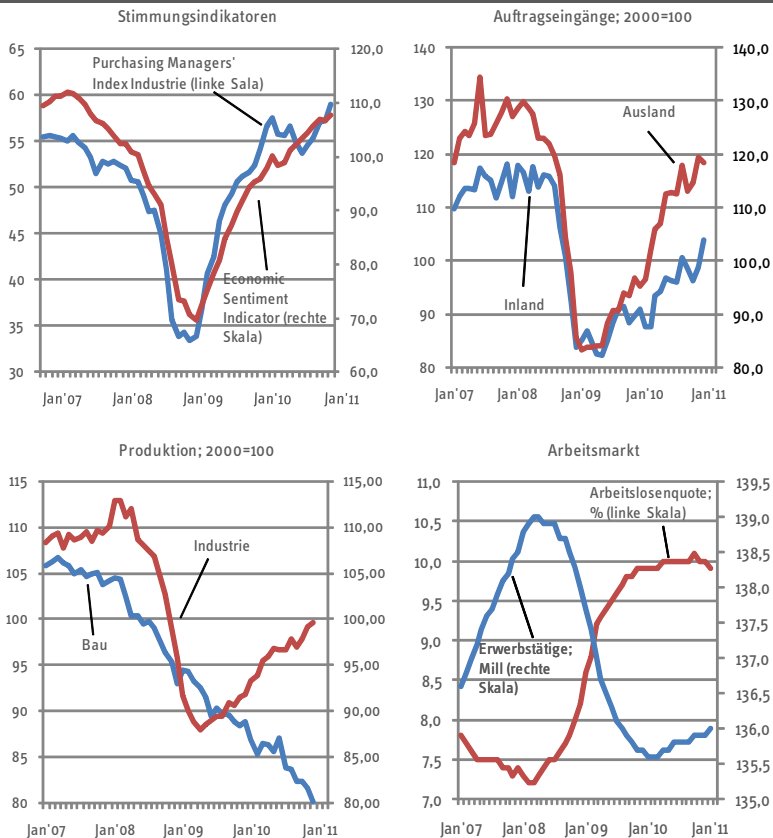 Stimmungsindikatoren
65
60
55
50
45
40
35
30
120,0
110,0
100,0
90,0
80,0
70,0
60,0
Purchasing Managers'
Index Industrie (linke Sala)
Economic
Sentiment
Indicator (rechte
Skala)
Jan'07
Jan'08
Jan'09
Jan'10
Jan'11
Auftragseingänge; 2000=100
140
130
120
110
100
90
80
140,0
130,0
120,0
110,0
100,0
90,0
80,0
Ausland
Inland
Jan'07
Jan'08
Jan'09
Jan'10
Jan'11
Produktion; 2000=100
115
110
105
100
95
90
85
80
115,00
110,00
105,00
100,00
95,00
90,00
85,00
80,00
Industrie
Bau
Jan'07
Jan'08
Jan'09
Jan'10
Jan'11
Arbeitsmarkt
11,0
10,5
10,0
9,5
9,0
8,5
8,0
7,5
7,0
139,5
139,0
138,5
138,0
137,5
137,0
136,5
136,0
135,5
135,0
Arbeitslosenquote;
% (linke Skala)
Erwerbstätige;
Mill (rechte
Skala)
Jan'07
Jan'08
Jan'09
Jan'10
Jan'11